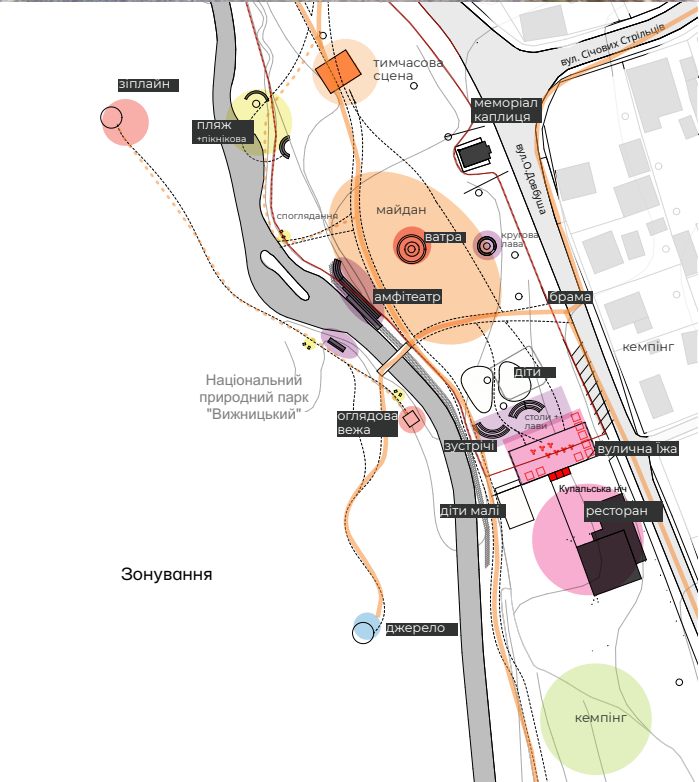 вул. Січових Стрільців
тимчасова
сцена
зіплайн
меморіал
каплиця
пляж
+пікнікова
вул.О.Довбуша
майдан
споглядання
ватра
кругова
лава
амфітеатр
брама
кемпінг
діти
Національний
природний парк
"Вижницький"
оглядова
вежа
столи +
лави
зустрічі
вулична їжа
Купальська ніч
діти малі
ресторан
Зонування
джерело
кемпінг